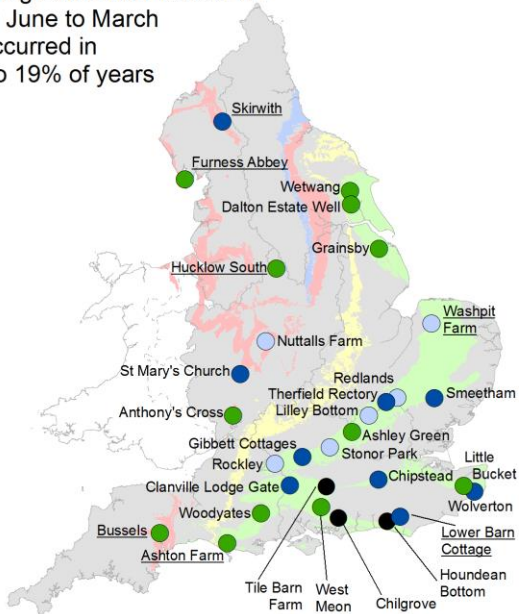 June to March
ccurred in
o 19% of years
Skirwith
Furness Abbey
Wetwang
Dalton Estate Well
Grainsby
Hucklow South
Washpit
Farm
Nuttalls Farm
St Mary's Church
Redlands
Therfield Rectory
Smeetham
Lilley Bottom
Anthony's Cross
Ashley Green
Gibbett Cottages
Stonor Park
Rockley
Little
Bucket
Chipstead
Clanville Lodge Gate
Wolverton
Woodyates
Bussels
Ashton Farm
Lower Barn
Cottage
Tile Barn
Farm
West
Meon
Chilgrove
Houndean
Bottom